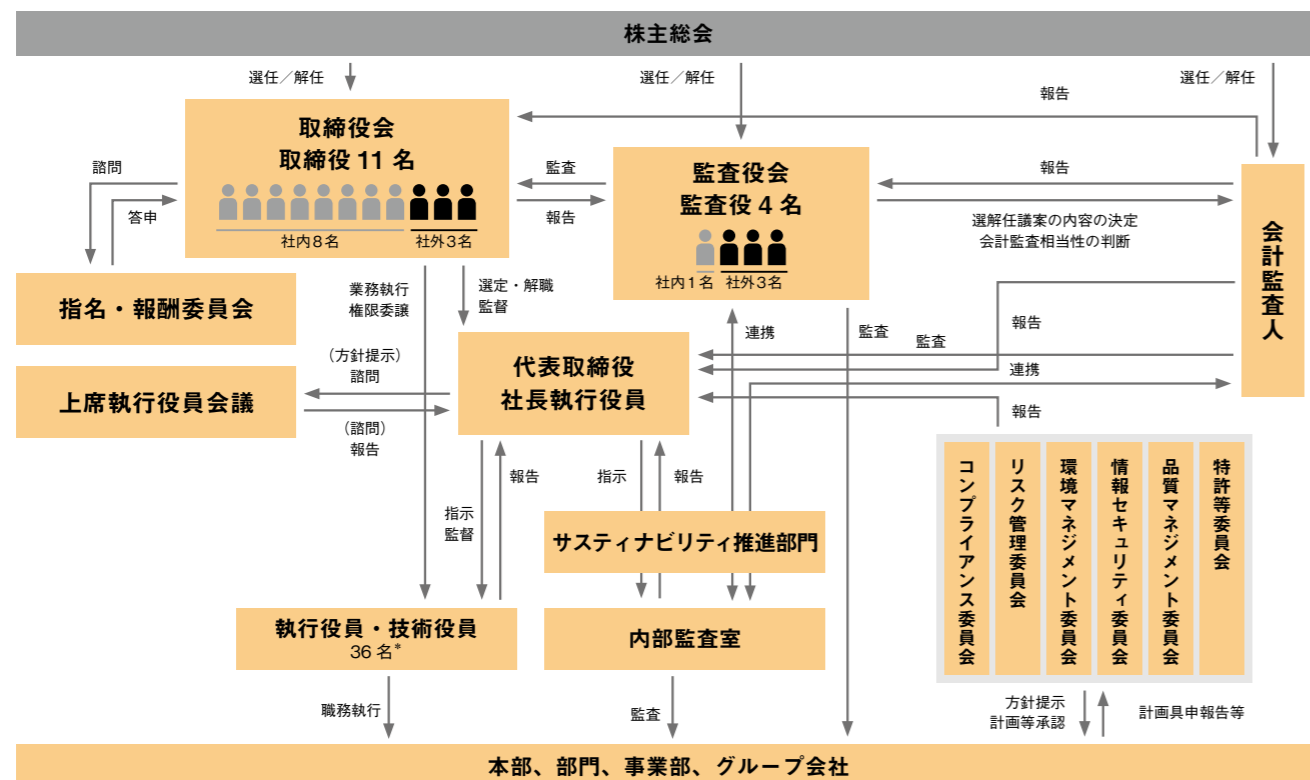 株主総会
選任／解任
選任／解任
選任／解任
報告
取締役会
取締役 11 名
社内8名
社外3名
諮問
答申
監査
報告
監査役会
監査役 4 名
社内1名
社外3名
報告
選解任議案の内容の決定
会計監査相当性の判断
会計監査人
指名・報酬委員会
業務執行
権限委譲
選定・解職
監督
連携
監査
報告
監査
連携
報告
(方針提示)
諮問
上席執行役員会議
(諮問)
報告
代表取締役
社長執行役員
指示
監督
報告
指示
報告
サスティナビリティ推進部門
コンプライアンス委員会
リスク管理委員会
環境マネジメント委員会
情報セキュリティ委員会
品質マネジメント委員会
特許等委員会
執行役員・技術役員
36 名*
内部監査室
職務執行
監査
方針提示
計画等承認
計画具申報告等
本部、部門、事業部、グループ会社